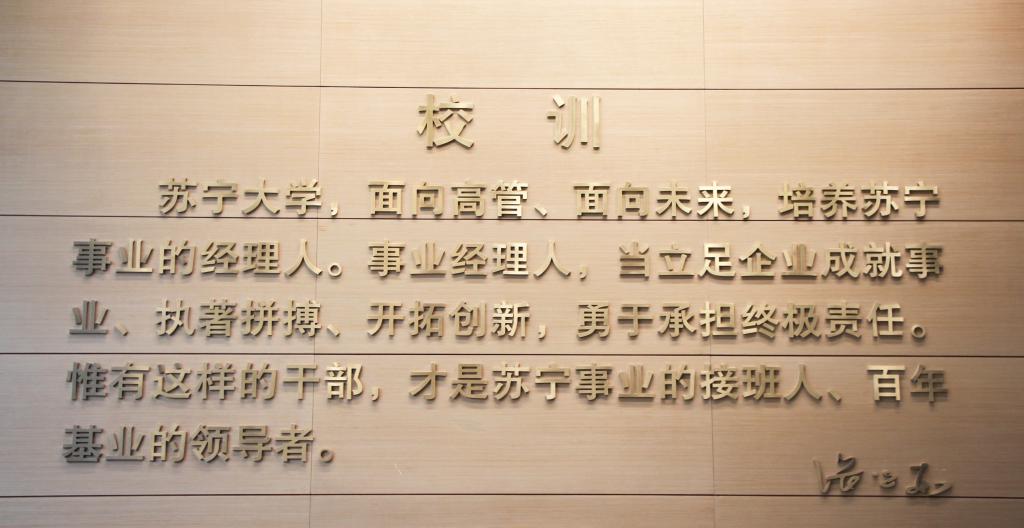 校 训
苏宁大学，面向高管、面向未来，培养苏宁
事业的经理人。事业经理人，当立足企业成就事
业、执著拼搏、开拓创新，勇于承担终极责任。
惟有这样的干部，才是苏宁事业的接班人、百年
基业的领导者。